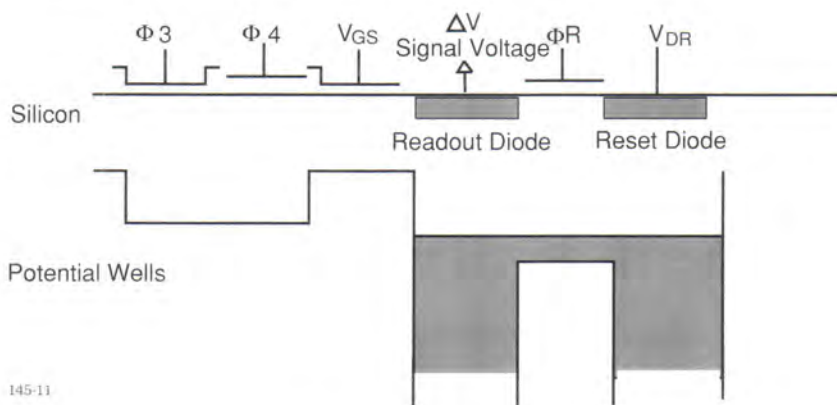 Φ3 Φ4 VGS ΔV Signal Voltage ΦR VDR
Silicon
Readout Diode Reset Diode
Potential Wells
145-11